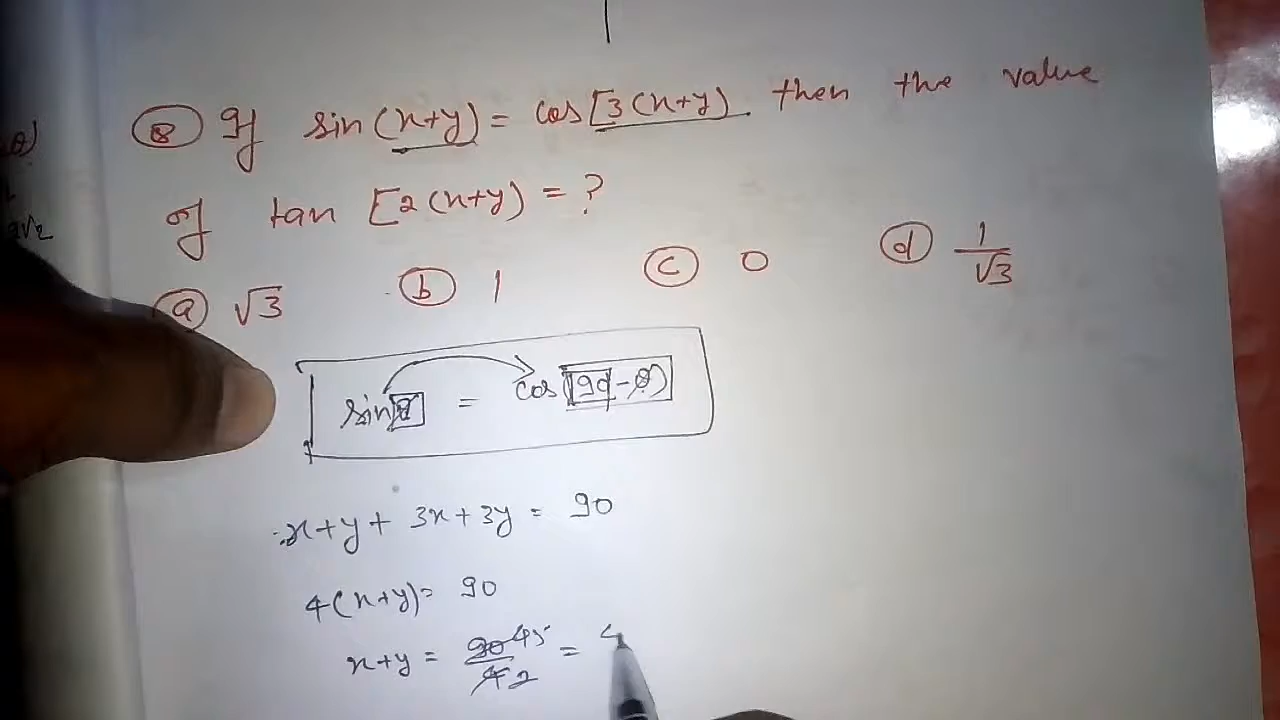 8 If sin(x+y) = cos[3(x+y) then the value
of tan [2(x+y) = ?
a √3 b 1 c 0 d 1/√3
sinθ = cos(90-θ)
x+y+ 3x+3y = 90
4(x+y)= 90
x+y = 90 45 / 4 2 =